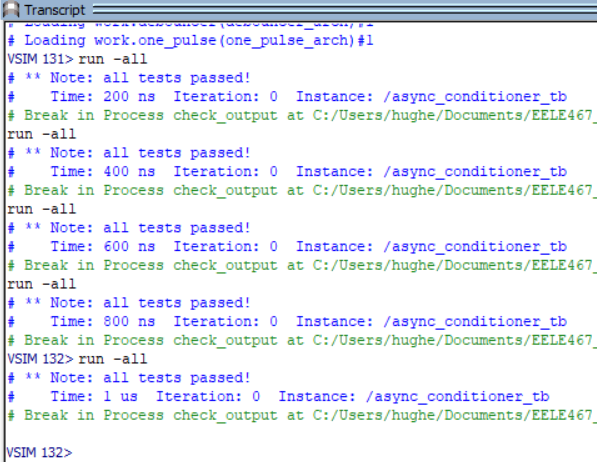 Transcript
# Loading work.debouncer(debouncer_arch)#1
# Loading work.one_pulse(one_pulse_arch)#1
VSIM 131> run -all
# ** Note: all tests passed!
#    Time: 200 ns  Iteration: 0  Instance: /async_conditioner_tb
# Break in Process check_output at C:/Users/hughe/Documents/EELE467_
run -all
# ** Note: all tests passed!
#    Time: 400 ns  Iteration: 0  Instance: /async_conditioner_tb
# Break in Process check_output at C:/Users/hughe/Documents/EELE467_
run -all
# ** Note: all tests passed!
#    Time: 600 ns  Iteration: 0  Instance: /async_conditioner_tb
# Break in Process check_output at C:/Users/hughe/Documents/EELE467_
run -all
# ** Note: all tests passed!
#    Time: 800 ns  Iteration: 0  Instance: /async_conditioner_tb
# Break in Process check_output at C:/Users/hughe/Documents/EELE467_
VSIM 132> run -all
# ** Note: all tests passed!
#    Time: 1 us  Iteration: 0  Instance: /async_conditioner_tb
# Break in Process check_output at C:/Users/hughe/Documents/EELE467_
VSIM 132>